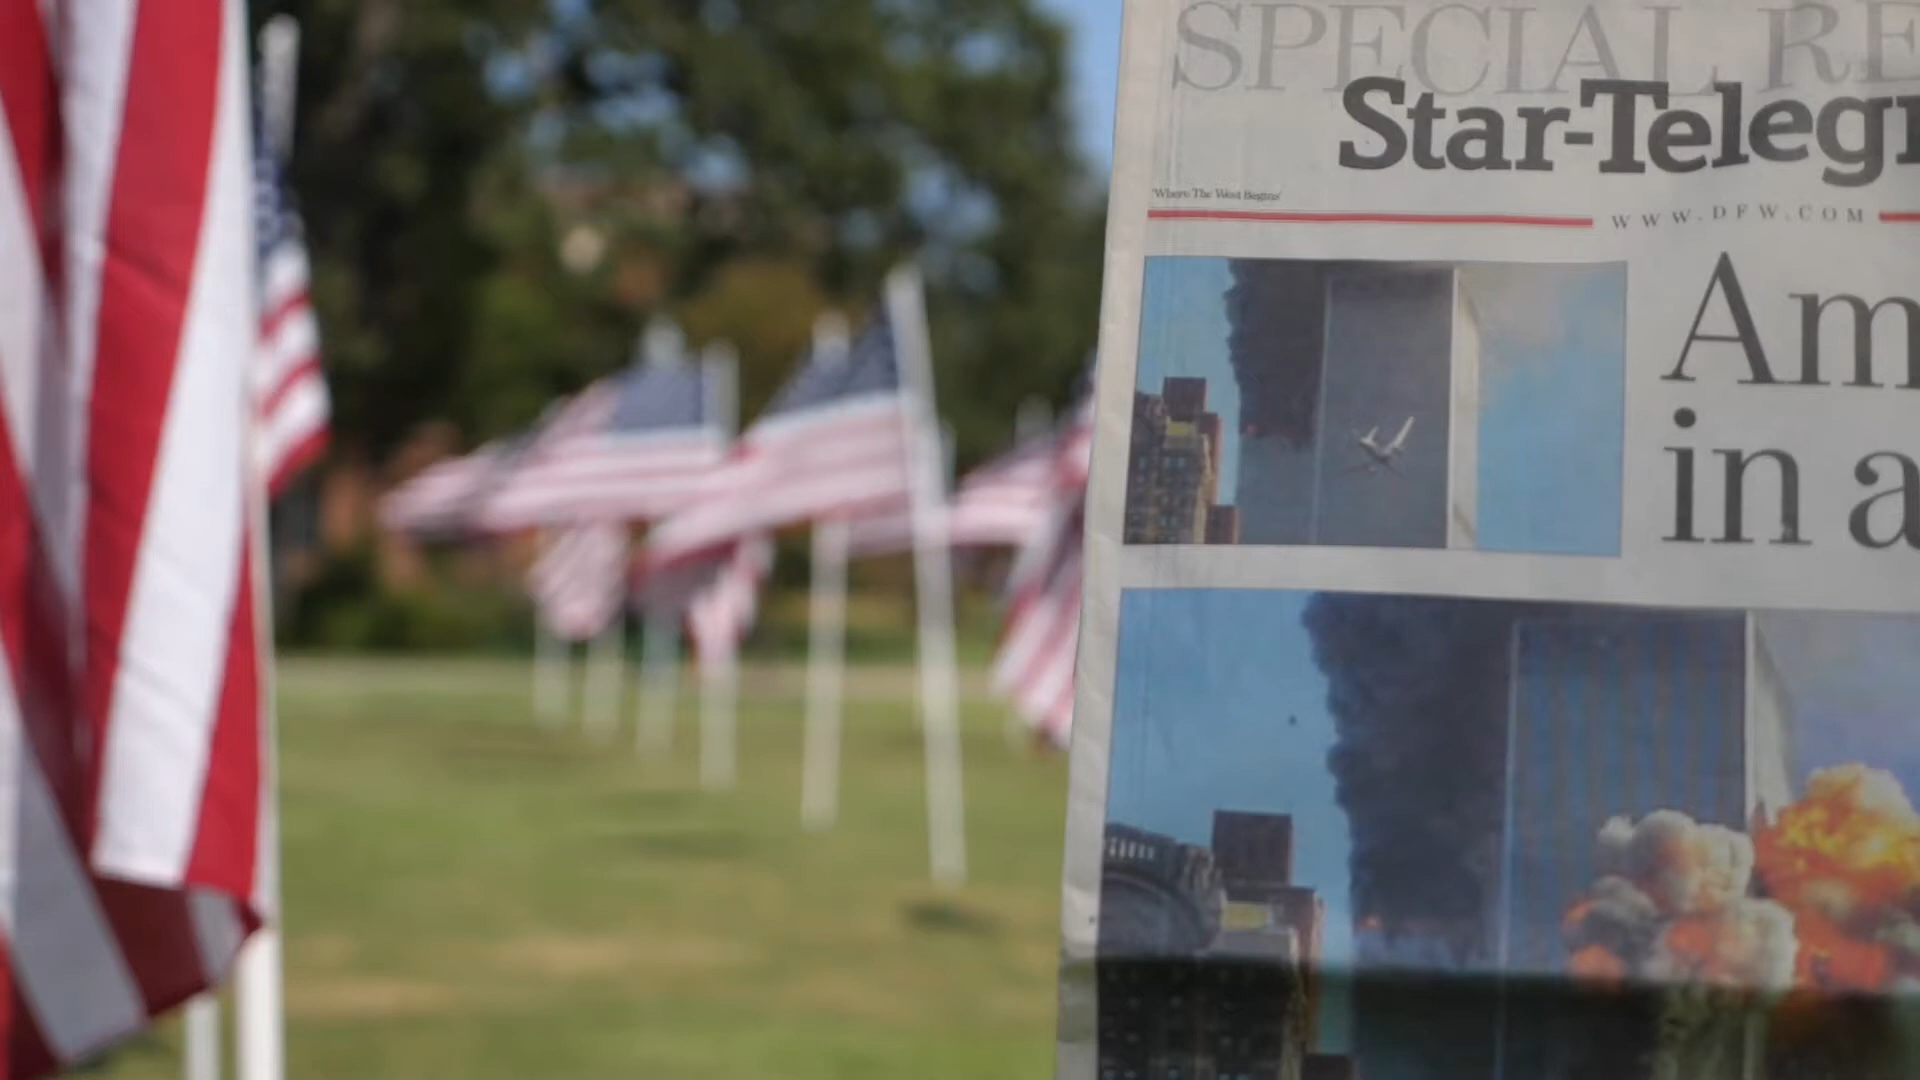 SPECIAL RE
Star-Telegr
'Where The West Begins'
WWW.DFW.COM
Am
in a